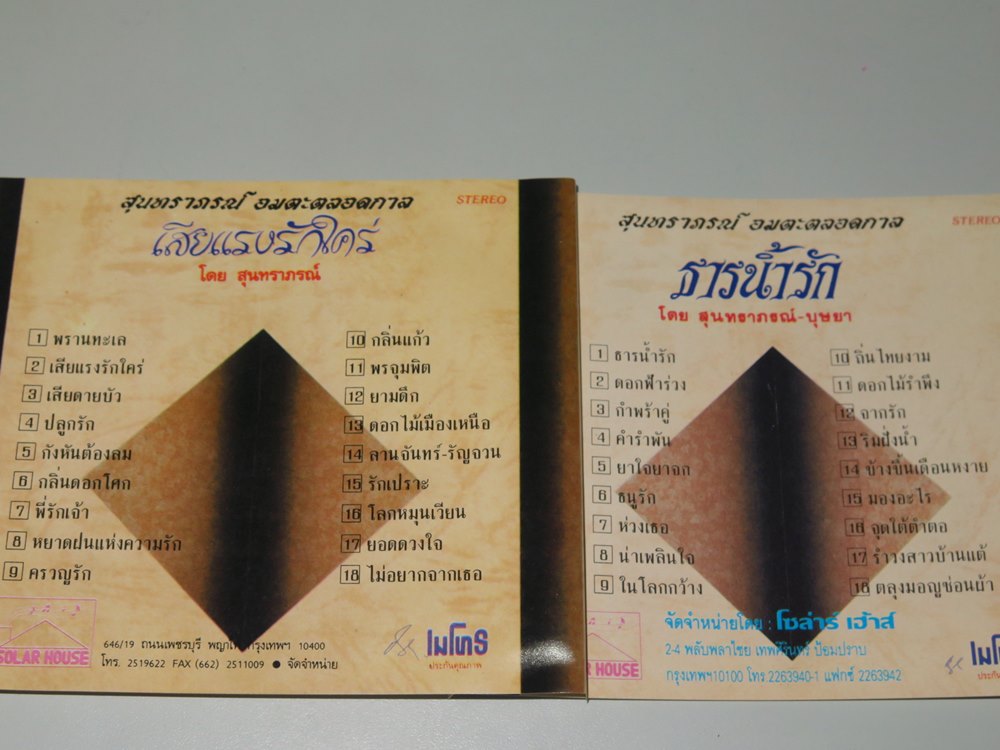 สุนทราภรณ์ อมตะตลอดกาล
STEREO
เสียแรงรักใคร่
โดย สุนทราภรณ์
1 พรานทะเล
2 เสียแรงรักใคร่
3 เสียดายบัว
4 ปลูกรัก
5 กังหันต้องลม
6 กลิ่นดอกโศก
7 พี่รักเจ้า
8 หยาดฝนแห่งความรัก
9 ครวญรัก
10 กลิ่นแก้ว
11 พรจุมพิต
12 ยามดึก
13 ดอกไม้เมืองเหนือ
14 ลานจันทร์-รัญจวน
15 รักเปราะ
16 โลกหมุนเวียน
17 ยอดดวงใจ
18 ไม่อยากจากเธอ
SOLAR HOUSE
646/19 ถนนเพชรบุรี พญาไท กรุงเทพฯ 10400
โทร. 2519622 FAX (662) 2511009 ● จัดจำหน่าย
เมโทร
ประกันคุณภาพ
สุนทราภรณ์ อมตะตลอดกาล
STEREO
ธารน้ำรัก
โดย สุนทราภรณ์-บุษยา
1 ธารน้ำรัก
2 ดอกฟ้าร่วง
3 กำพร้าคู่
4 คำรำพัน
5 ยาใจยาจก
6 ธนูรัก
7 ห่วงเธอ
8 น่าเพลินใจ
9 ในโลกกว้าง
10 ถิ่นไทยงาม
11 ดอกไม้รำพึง
12 จากรัก
13 ริมฝั่งน้ำ
14 ข้างขึ้นเดือนหงาย
15 มองอะไร
16 จุดใต้ตำตอ
17 รำวงสาวบ้านแต้
18 ตลุงมอญซ่อนผ้า
จัดจำหน่ายโดย : โซล่าร์ เฮ้าส์
2-4 พลับพลาไชย เทพศิรินทร์ ป้อมปราบ
กรุงเทพฯ10100 โทร.2263940-1 แฟกซ์ 2263942
SOLAR HOUSE